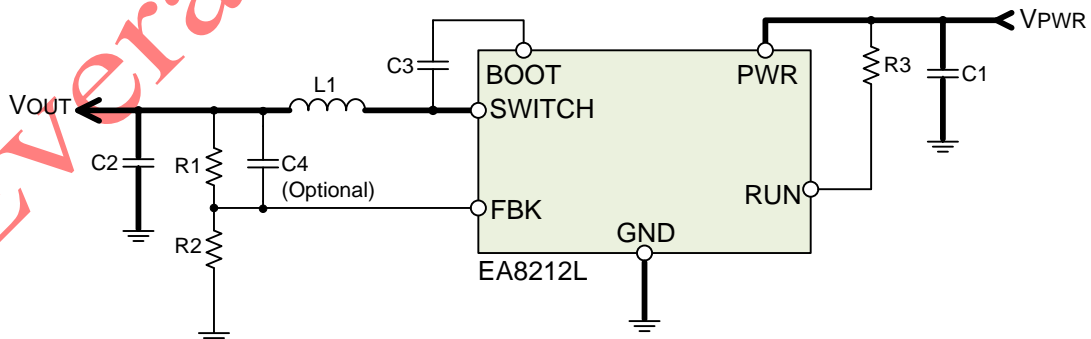 VPWR
BOOT
PWR
C3
R3
C1
L1
VOUT
SWITCH
C2
R1
C4
(Optional)
RUN
FBK
R2
GND
EA8212L